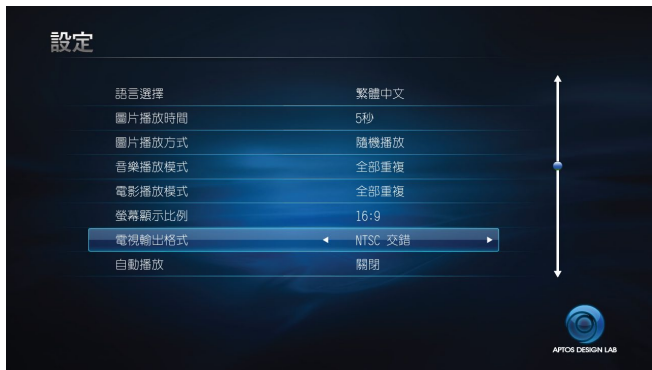 設定
語言選擇 繁體中文
圖片播放時間 5秒
圖片播放方式 隨機播放
音樂播放模式 全部重複
電影播放模式 全部重複
螢幕顯示比例 16:9
電視輸出格式 NTSC 交錯
自動播放 關閉
APTOS DESIGN LAB